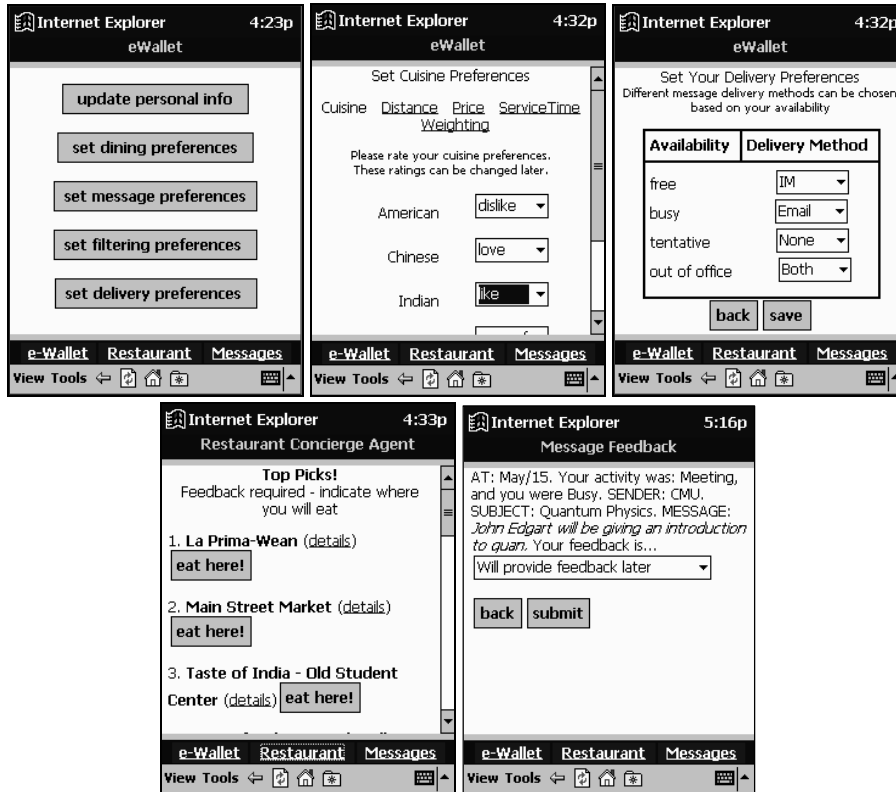 Internet Explorer 4:23p
eWallet
update personal info
set dining preferences
set message preferences
set filtering preferences
set delivery preferences
e-Wallet Restaurant Messages
View Tools
Internet Explorer 4:32p
eWallet
Set Cuisine Preferences
Cuisine Distance Price ServiceTime
Weighting
Please rate your cuisine preferences.
These ratings can be changed later.
American dislike
Chinese love
Indian like
e-Wallet Restaurant Messages
View Tools
Internet Explorer 4:32p
eWallet
Set Your Delivery Preferences
Different message delivery methods can be chosen
based on your availability
Availability Delivery Method
free IM
busy Email
tentative None
out of office Both
back save
e-Wallet Restaurant Messages
View Tools
Internet Explorer 4:33p
Restaurant Concierge Agent
Top Picks!
Feedback required - indicate where
you will eat
1. La Prima-Wean (details)
eat here!
2. Main Street Market (details)
eat here!
3. Taste of India - Old Student
Center (details) eat here!
e-Wallet Restaurant Messages
View Tools
Internet Explorer 5:16p
Message Feedback
AT: May/15. Your activity was: Meeting,
and you were Busy. SENDER: CMU.
SUBJECT: Quantum Physics. MESSAGE:
John Edgart will be giving an introduction
to quan. Your feedback is...
Will provide feedback later
back submit
e-Wallet Restaurant Messages
View Tools